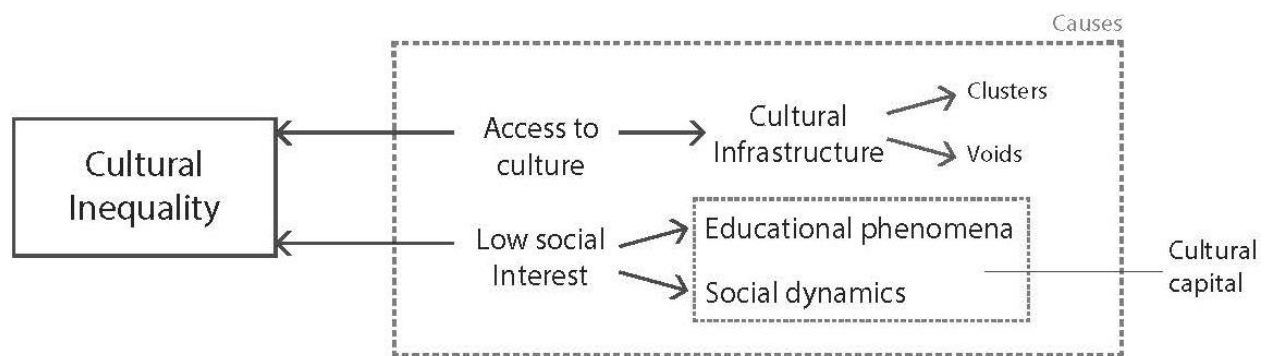 Causes
Cultural
Inequality
Access to
culture
Cultural
Infrastructure
Clusters
Voids
Low social
Interest
Educational phenomena
Social dynamics
Cultural
capital